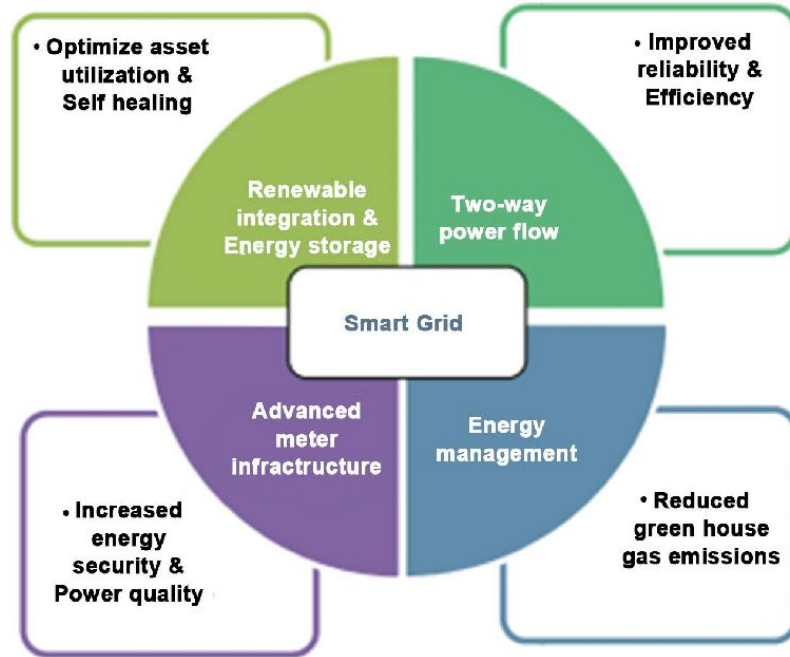 • Optimize asset
utilization &
Self healing
• Improved
reliability &
Efficiency
Renewable
integration &
Energy storage
Two-way
power flow
Smart Grid
Advanced
meter
infractructure
Energy
management
• Increased
energy
security &
Power quality
• Reduced
green house
gas emissions